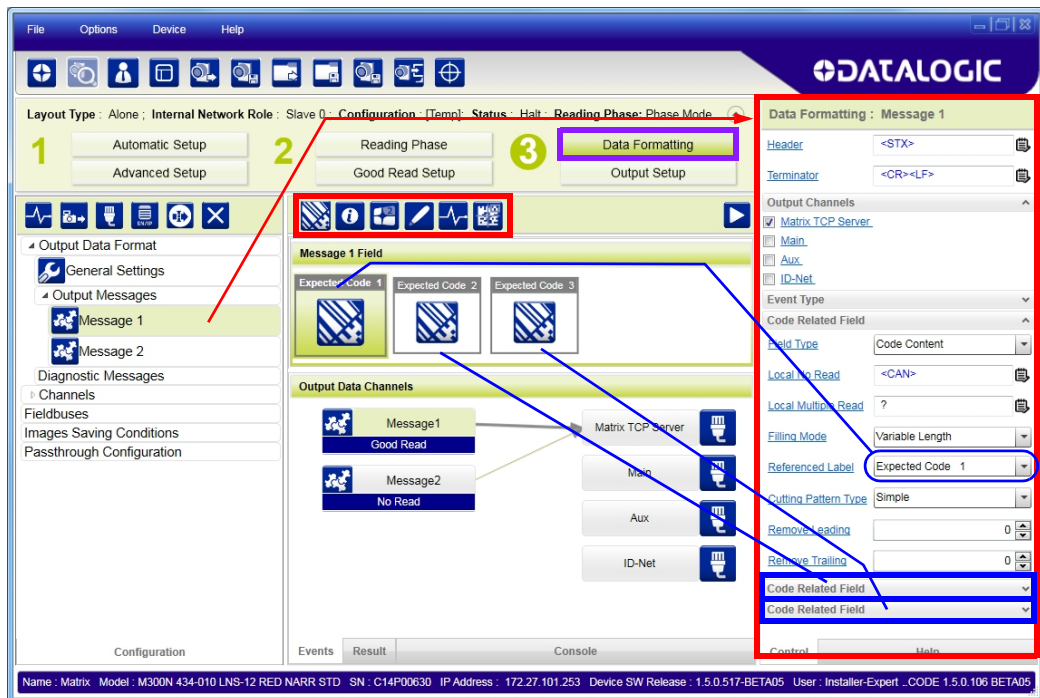 File Options Device Help
DATALOGIC
Layout Type : Alone ; Internal Network Role : Slave 0 ; Configuration : [Temp]; Status : Halt ; Reading Phase: Phase Mode
1 Automatic Setup
Advanced Setup
2 Reading Phase
Good Read Setup
3 Data Formatting
Output Setup
EN/IP
Output Data Format
General Settings
Output Messages
Message 1
Message 2
Diagnostic Messages
Channels
Fieldbuses
Images Saving Conditions
Passthrough Configuration
Configuration
Message 1 Field
Expected Code 1 Expected Code 2 Expected Code 3
Output Data Channels
Message1
Good Read
Message2
No Read
Matrix TCP Server
Main
Aux
ID-Net
Events Result Console
Data Formatting : Message 1
Header <STX>
Terminator <CR><LF>
Output Channels
Matrix TCP Server
Main
Aux
ID-Net
Event Type
Code Related Field
Field Type Code Content
Local No Read <CAN>
Local Multiple Read ?
Filling Mode Variable Length
Referenced Label Expected Code 1
Cutting Pattern Type Simple
Remove Leading 0
Remove Trailing 0
Code Related Field
Code Related Field
Control Help
Name : Matrix Model : M300N 434-010 LNS-12 RED NARR STD SN : C14P00630 IP Address : 172.27.101.253 Device SW Release : 1.5.0.517-BETA05 User : Installer-Expert _CODE 1.5.0.106 BETA05